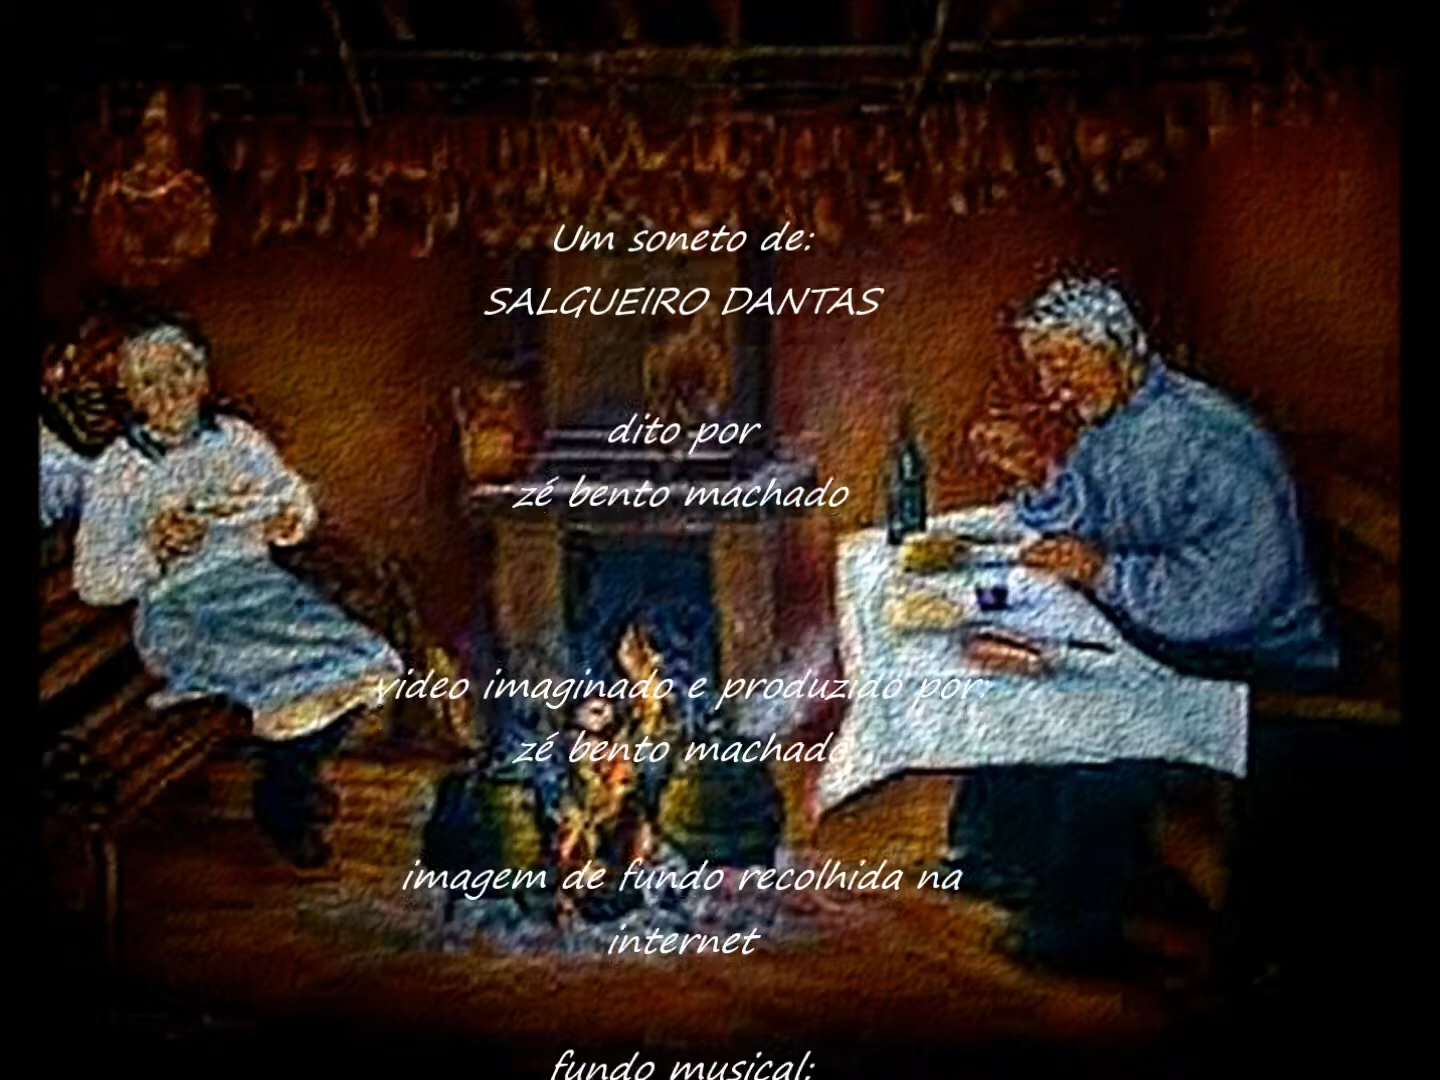 Um soneto de:
SALGUEIRO DANTAS
dito por
zé bento machado
video imaginado e produzido por:
zé bento machado
imagem de fundo recolhida na
internet
fundo musical: